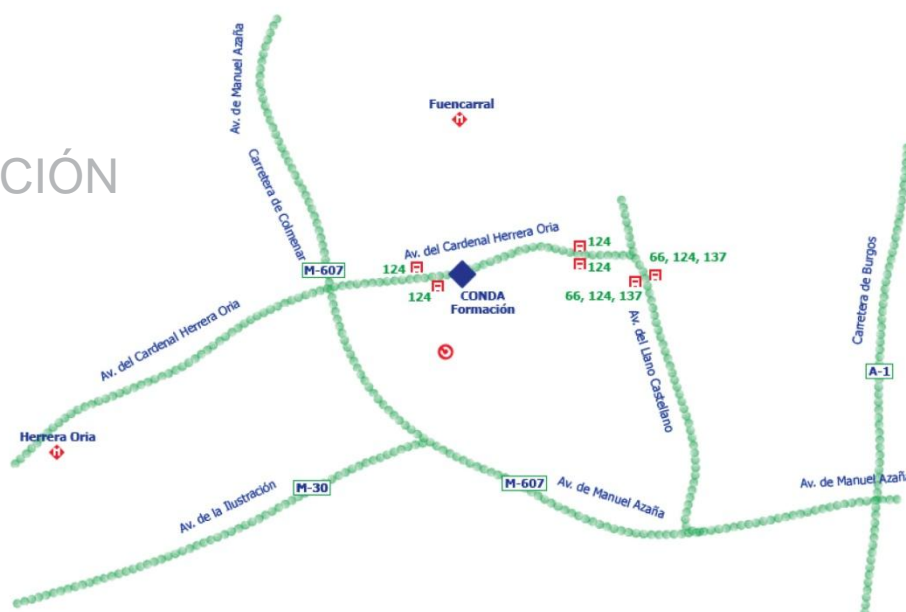 Av. de Manuel Azaña
Fuencarral
CIÓN
Carretera de Colmenar
Av. del Cardenal Herrera Oria
124
66, 124, 137
M-607
124
124
124
CONDA
Formación
66, 124, 137
Carretera de Burgos
Av. del Cardenal Herrera Oria
Av. del Llano Castellano
A-1
Herrera Oria
M-30
M-607
Av. de Manuel Azaña
Av. de Manuel Azaña
Av. de la Ilustración